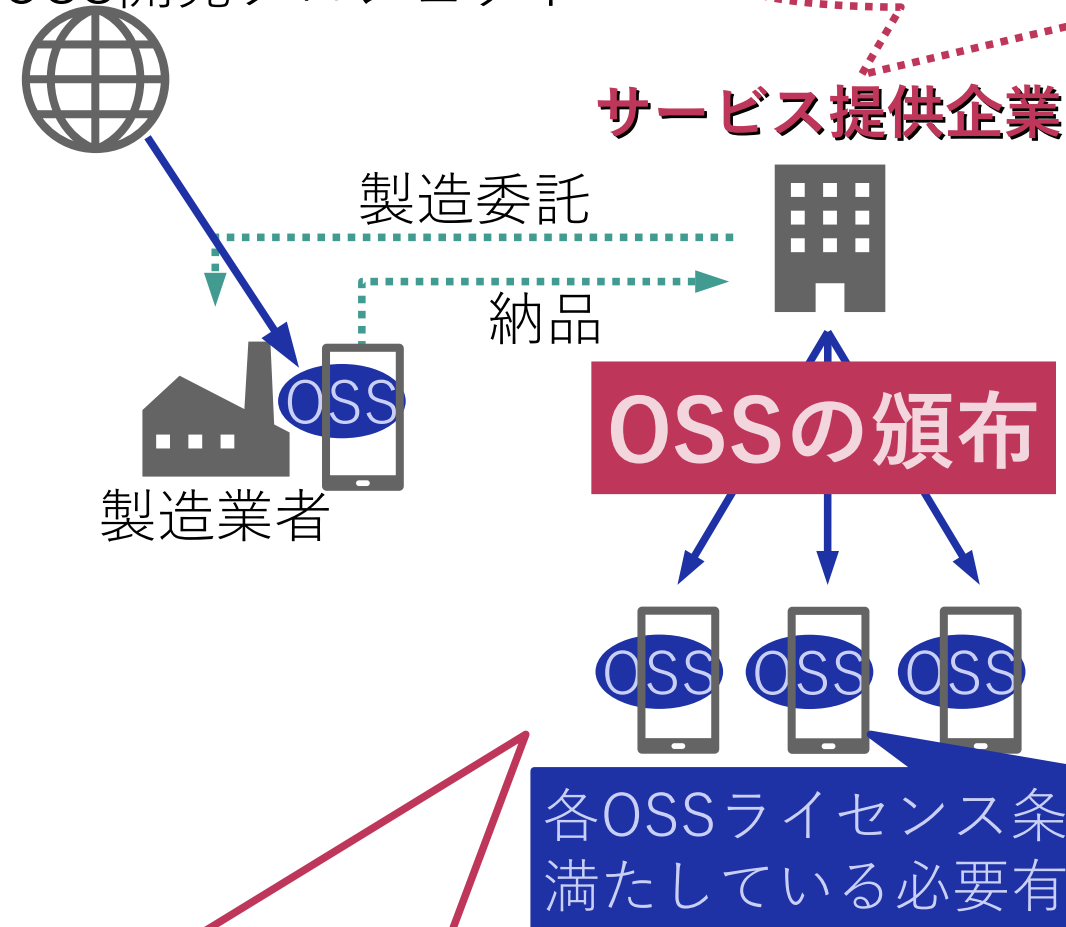 サービス提供企業
製造委託
納品
OSS
製造業者
OSSの頒布
OSS OSS OSS
各OSSライセンス条
満たしている必要有